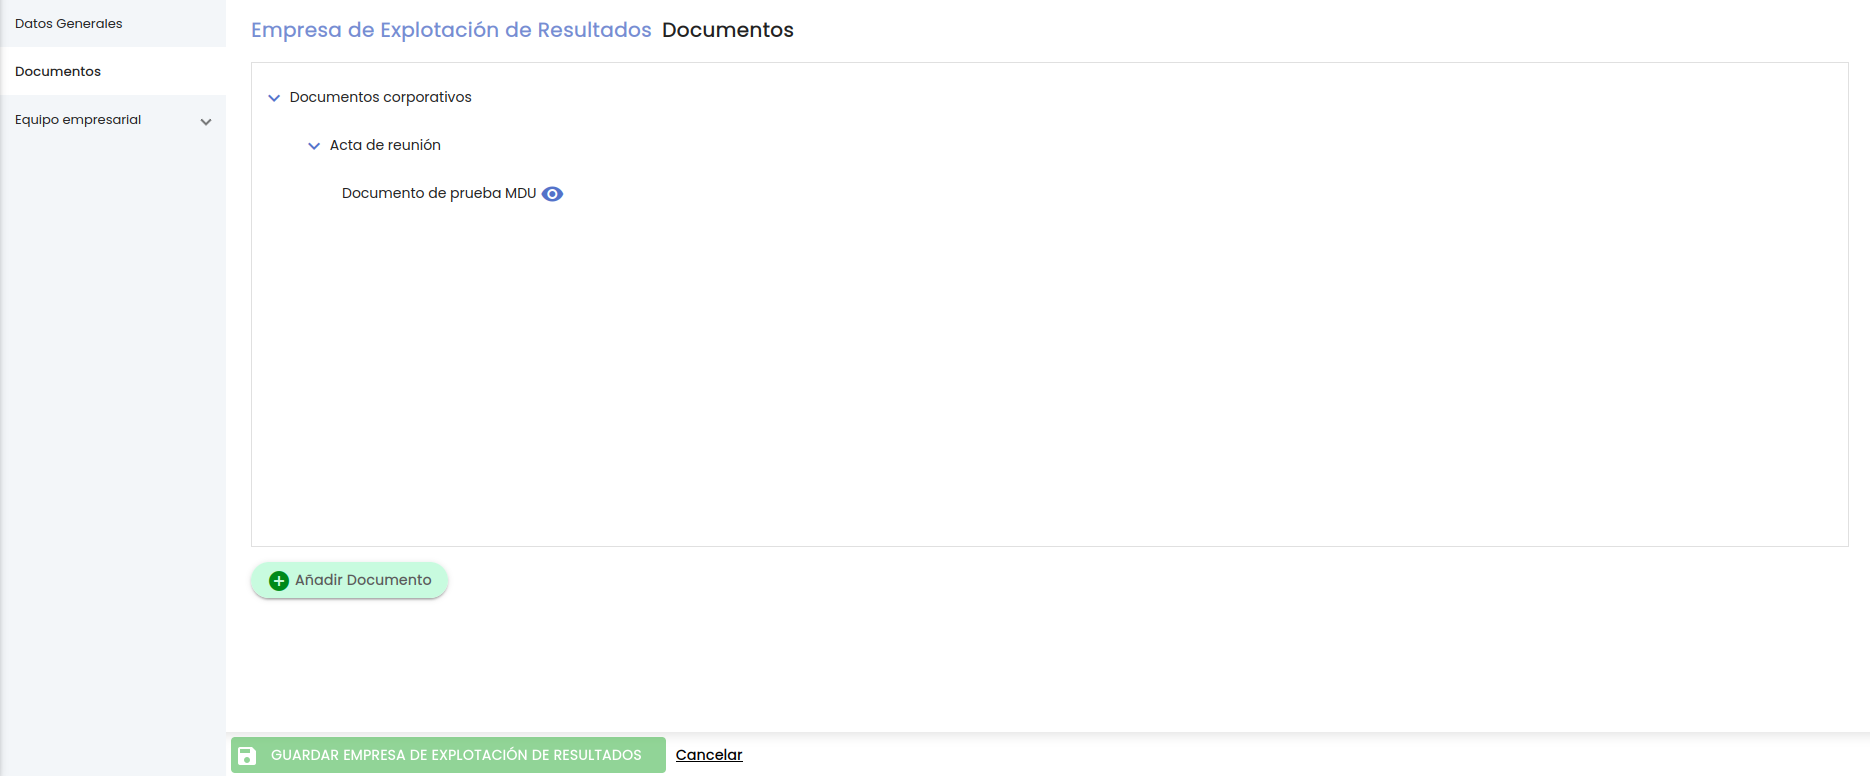 Datos Generales
Documentos
Equipo empresarial
Empresa de Explotación de Resultados Documentos
Documentos corporativos
Acta de reunión
Documento de prueba MDU
Añadir Documento
GUARDAR EMPRESA DE EXPLOTACIÓN DE RESULTADOS Cancelar